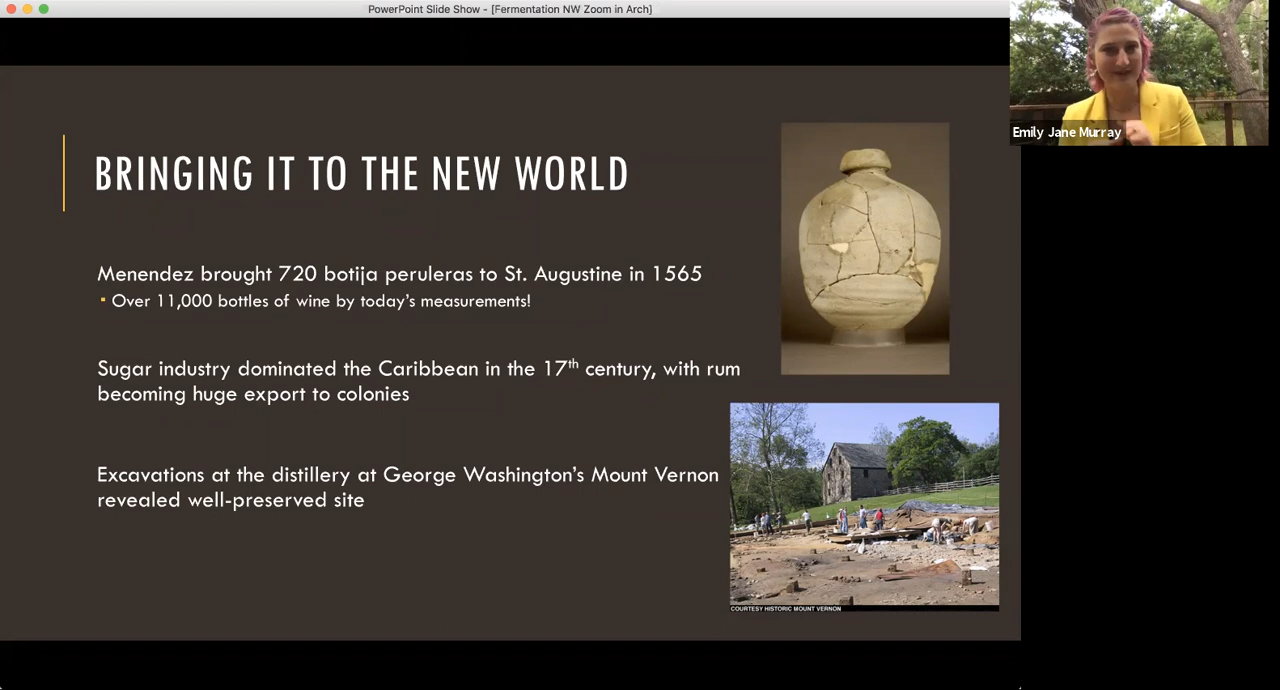 PowerPoint Slide Show - [Fermentation NW Zoom in Arch]
Emily Jane Murray
BRINGING IT TO THE NEW WORLD
Menendez brought 720 botija peruleras to St. Augustine in 1565
▪ Over 11,000 bottles of wine by today's measurements!
Sugar industry dominated the Caribbean in the 17th century, with rum
becoming huge export to colonies
Excavations at the distillery at George Washington's Mount Vernon
revealed well-preserved site
COURTESY HISTORIC MOUNT VERNON